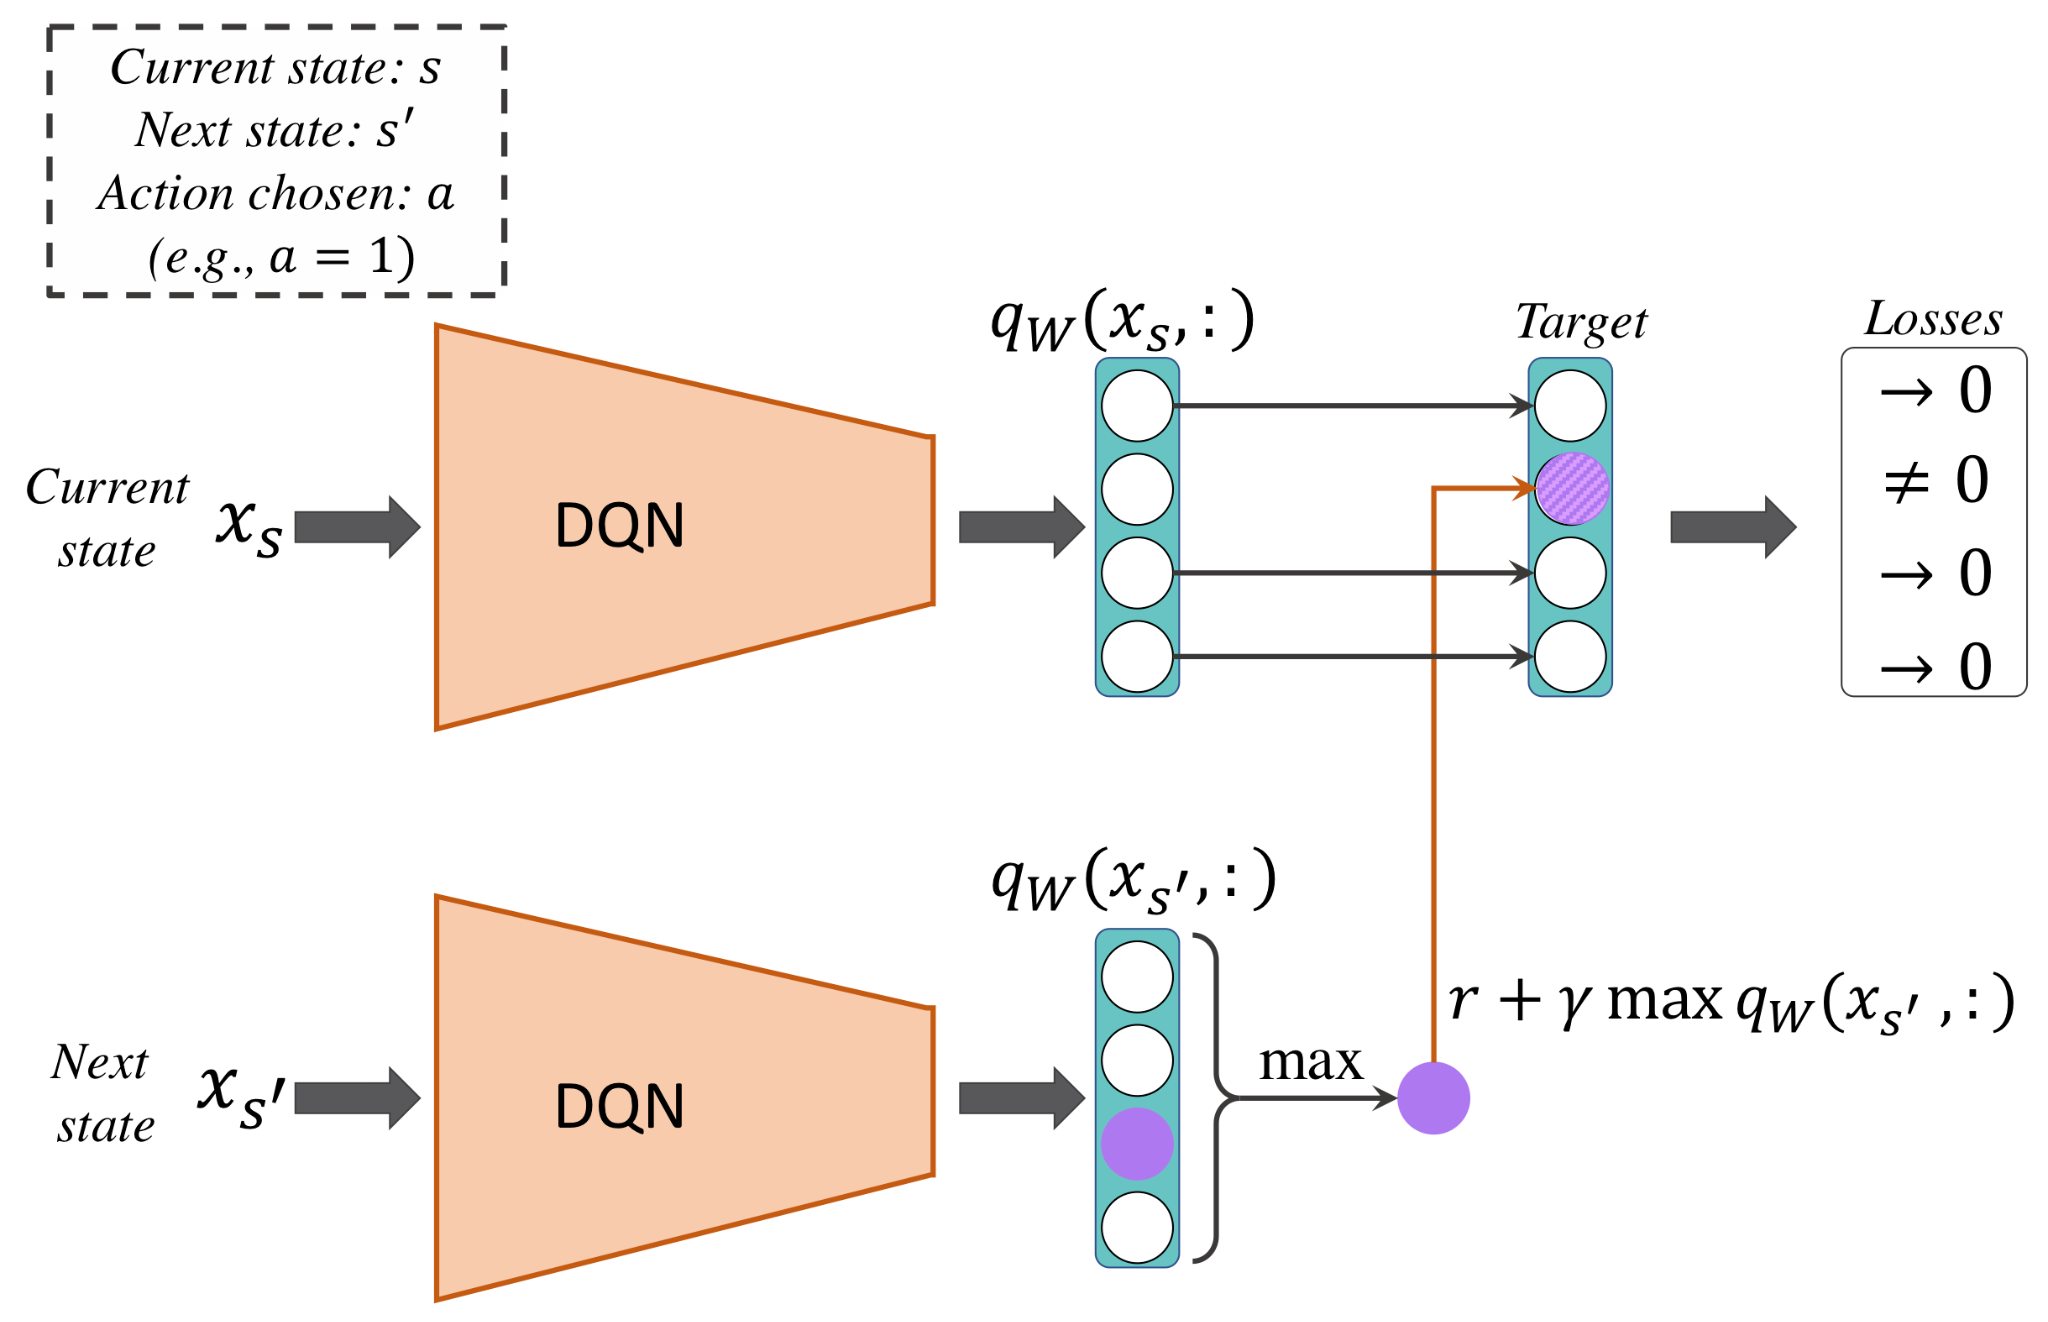 Current state: s
Next state: s′
Action chosen: a
(e.g., a = 1)
q_W(x_s, :)
Target
Losses
→ 0
≠ 0
→ 0
→ 0
Current
state
x_s
DQN
q_W(x_s′, :)
Next
state
x_s′
DQN
max
r + γ max q_W(x_s′ , :)